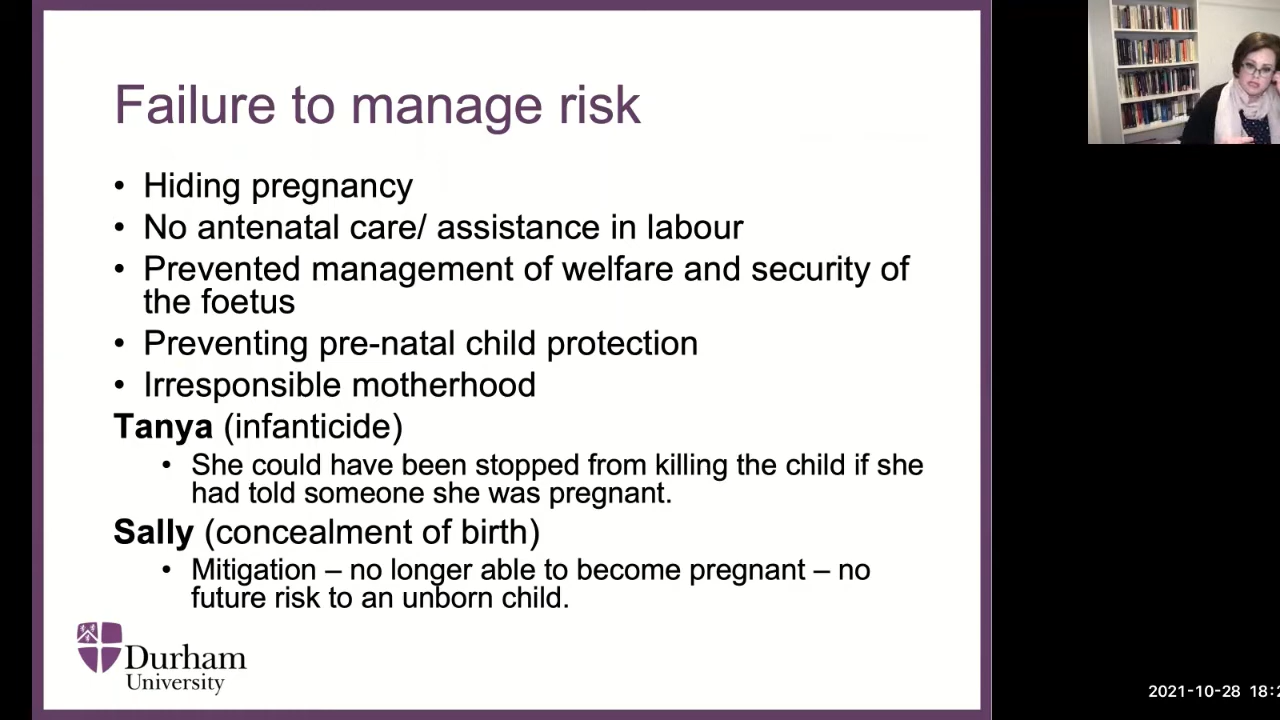 Failure to manage risk
• Hiding pregnancy
• No antenatal care/ assistance in labour
• Prevented management of welfare and security of
the foetus
• Preventing pre-natal child protection
• Irresponsible motherhood
Tanya (infanticide)
• She could have been stopped from killing the child if she
had told someone she was pregnant.
Sally (concealment of birth)
• Mitigation – no longer able to become pregnant – no
future risk to an unborn child.
Durham
University
2021-10-28 18:2